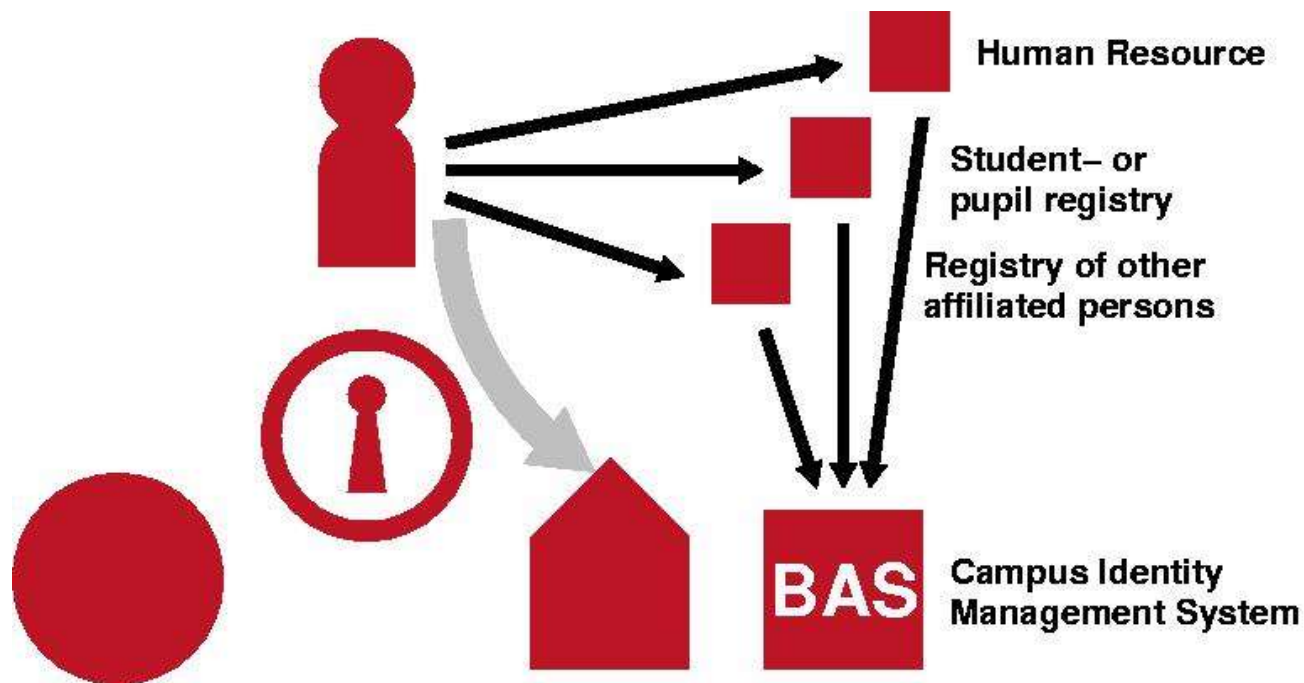 Human Resource
Student– or
pupil registry
Registry of other
affiliated persons
BAS
Campus Identity
Management System